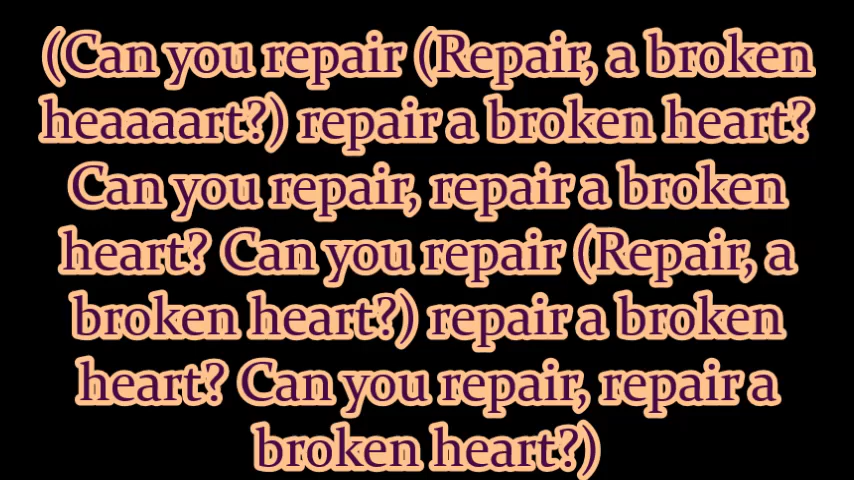 (Can you repair (Repair, a broken
heaaaart?) repair a broken heart?
Can you repair, repair a broken
heart? Can you repair (Repair, a
broken heart?) repair a broken
heart? Can you repair, repair a
broken heart?)